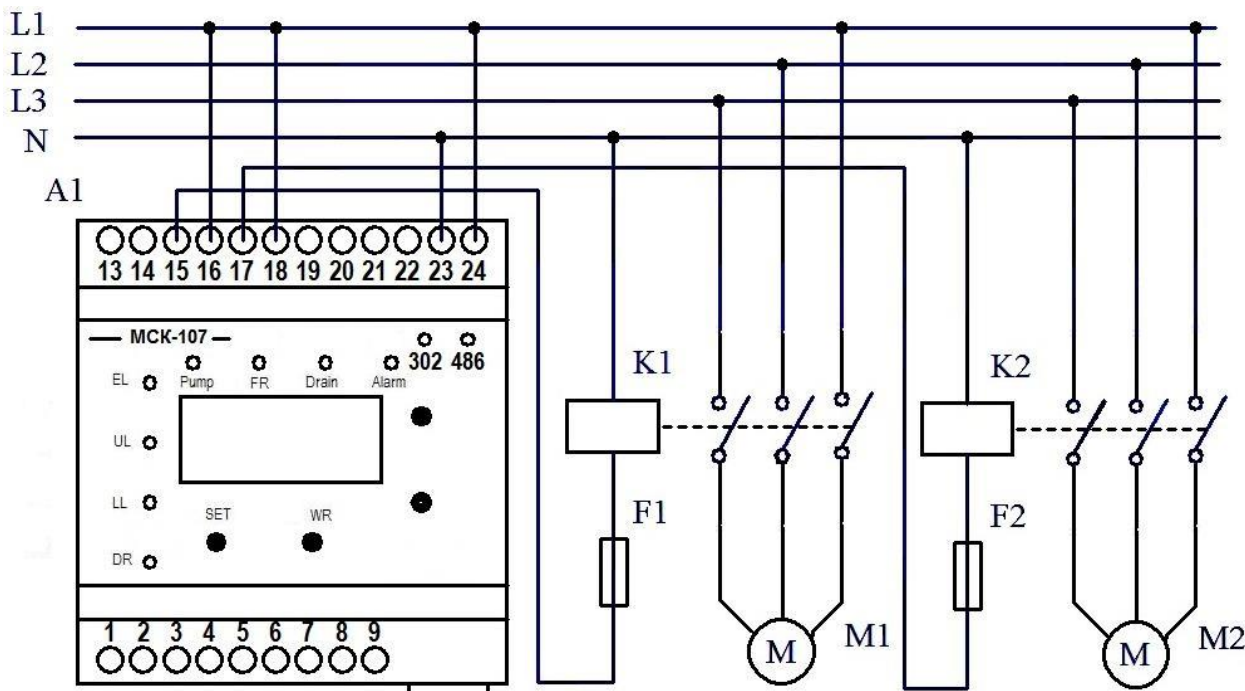 L1
L2
L3
N
A1
13 14 15 16 17 18 19 20 21 22 23 24
МСК-107
302 486
Pump FR Drain Alarm
EL
UL
LL
DR
SET WR
1 2 3 4 5 6 7 8 9
K1
F1
M
M1
K2
F2
M
M2